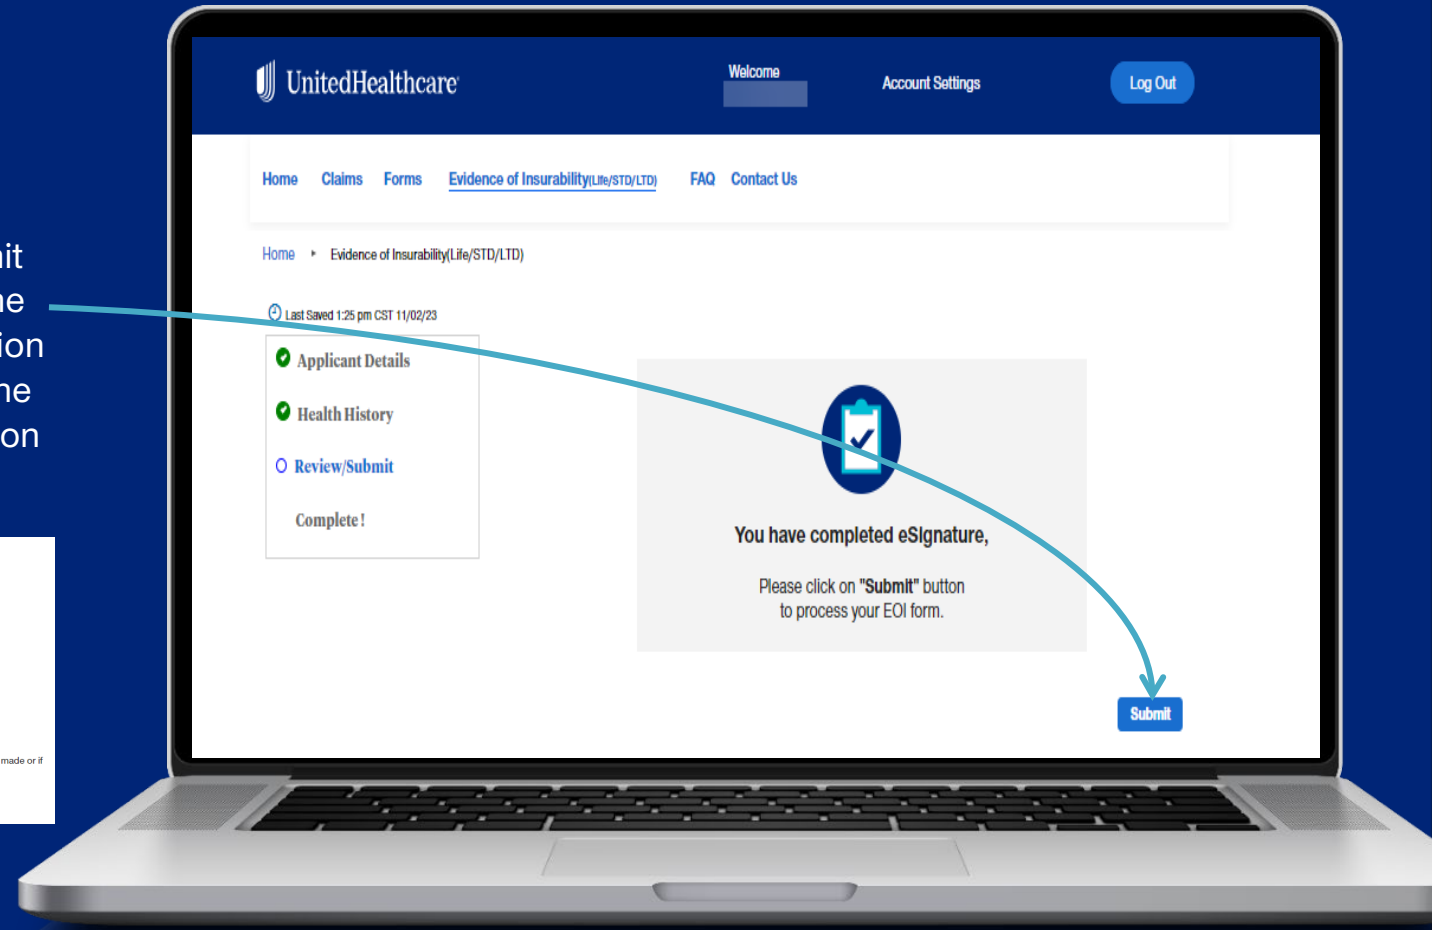 UnitedHealthcare
Welcome
Account Settings
Log Out
Home Claims Forms Evidence of Insurability(Life/STD/LTD) FAQ Contact Us
Home ‣ Evidence of Insurability(Life/STD/LTD)
Last Saved 1:25 pm CST 11/02/23
Applicant Details
Health History
Review/Submit
Complete !
You have completed eSignature,
Please click on "Submit" button
to process your EOI form.
Submit
made or if